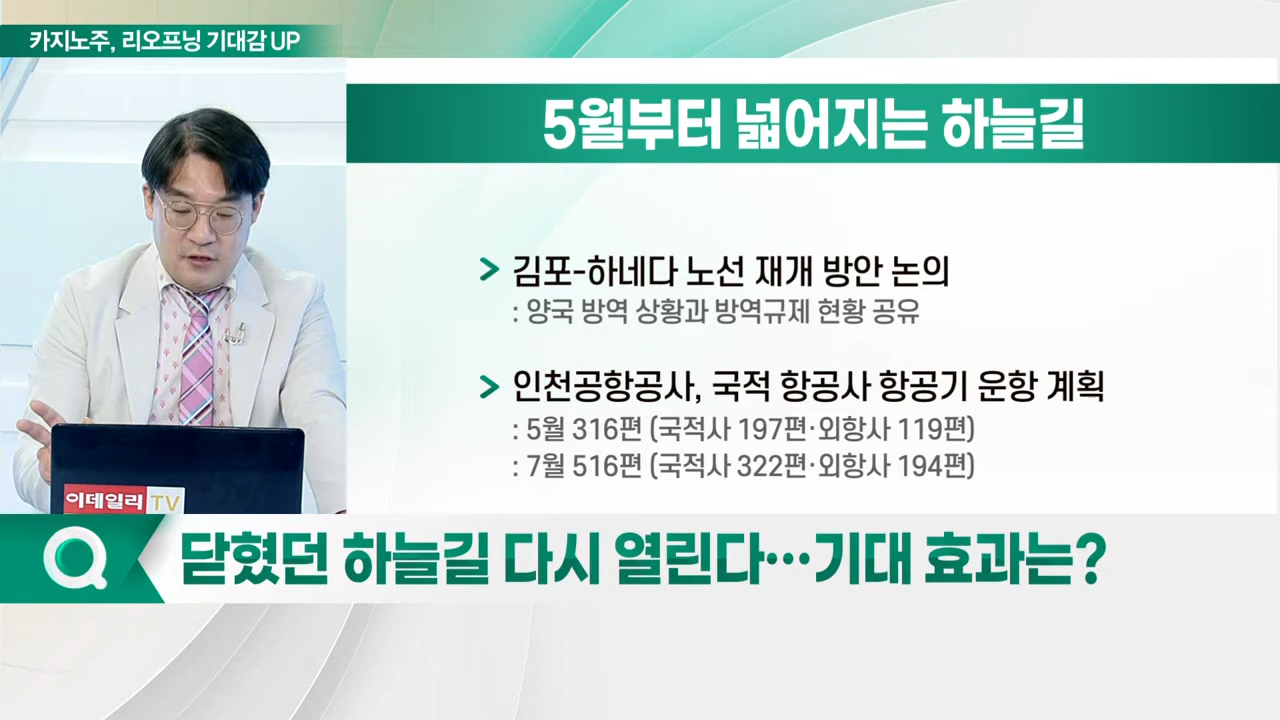 카지노주, 리오프닝 기대감 UP
5월부터 넓어지는 하늘길
김포-하네다 노선 재개 방안 논의
: 양국 방역 상황과 방역규제 현황 공유
인천공항공사, 국적 항공사 항공기 운항 계획
: 5월 316편 (국적사 197편·외항사 119편)
: 7월 516편 (국적사 322편·외항사 194편)
이데일리 TV
닫혔던 하늘길 다시 열린다…기대 효과는?